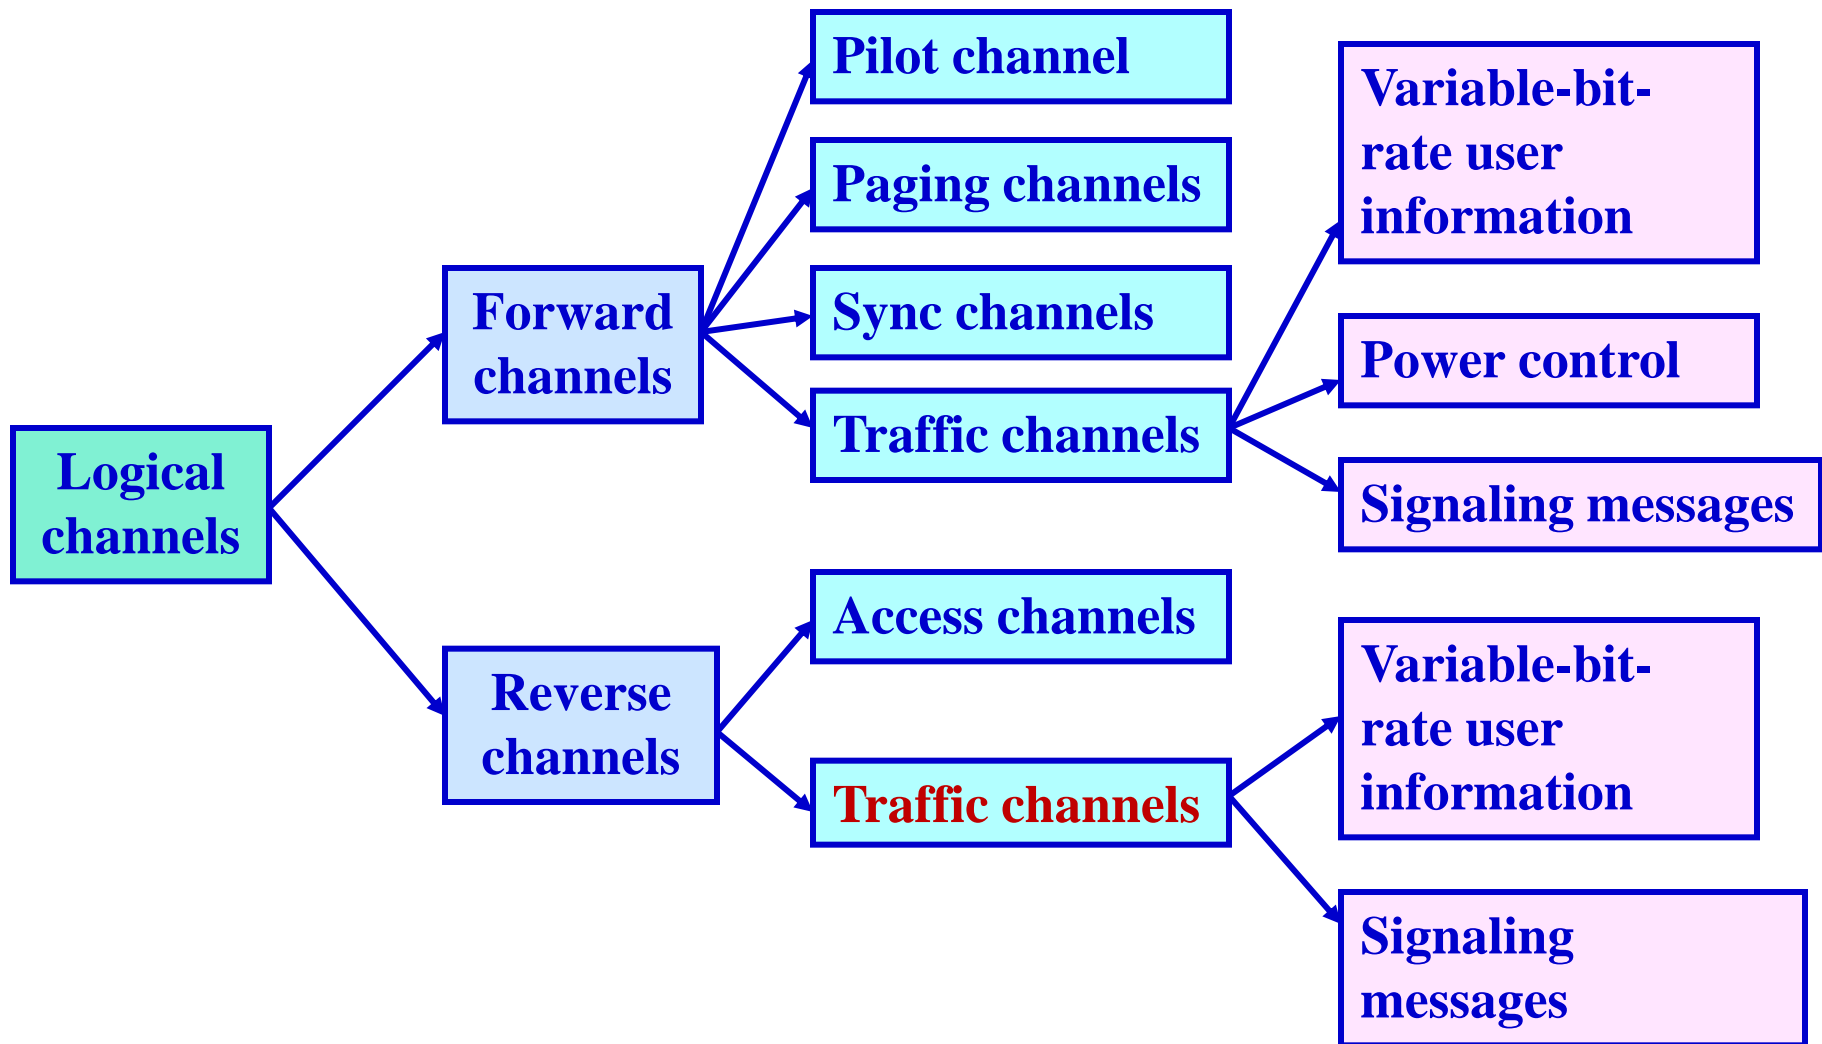 Logical
channels
Forward
channels
Reverse
channels
Pilot channel
Paging channels
Sync channels
Traffic channels
Access channels
Traffic channels
Variable-bit-
rate user
information
Power control
Signaling messages
Variable-bit-
rate user
information
Signaling
messages